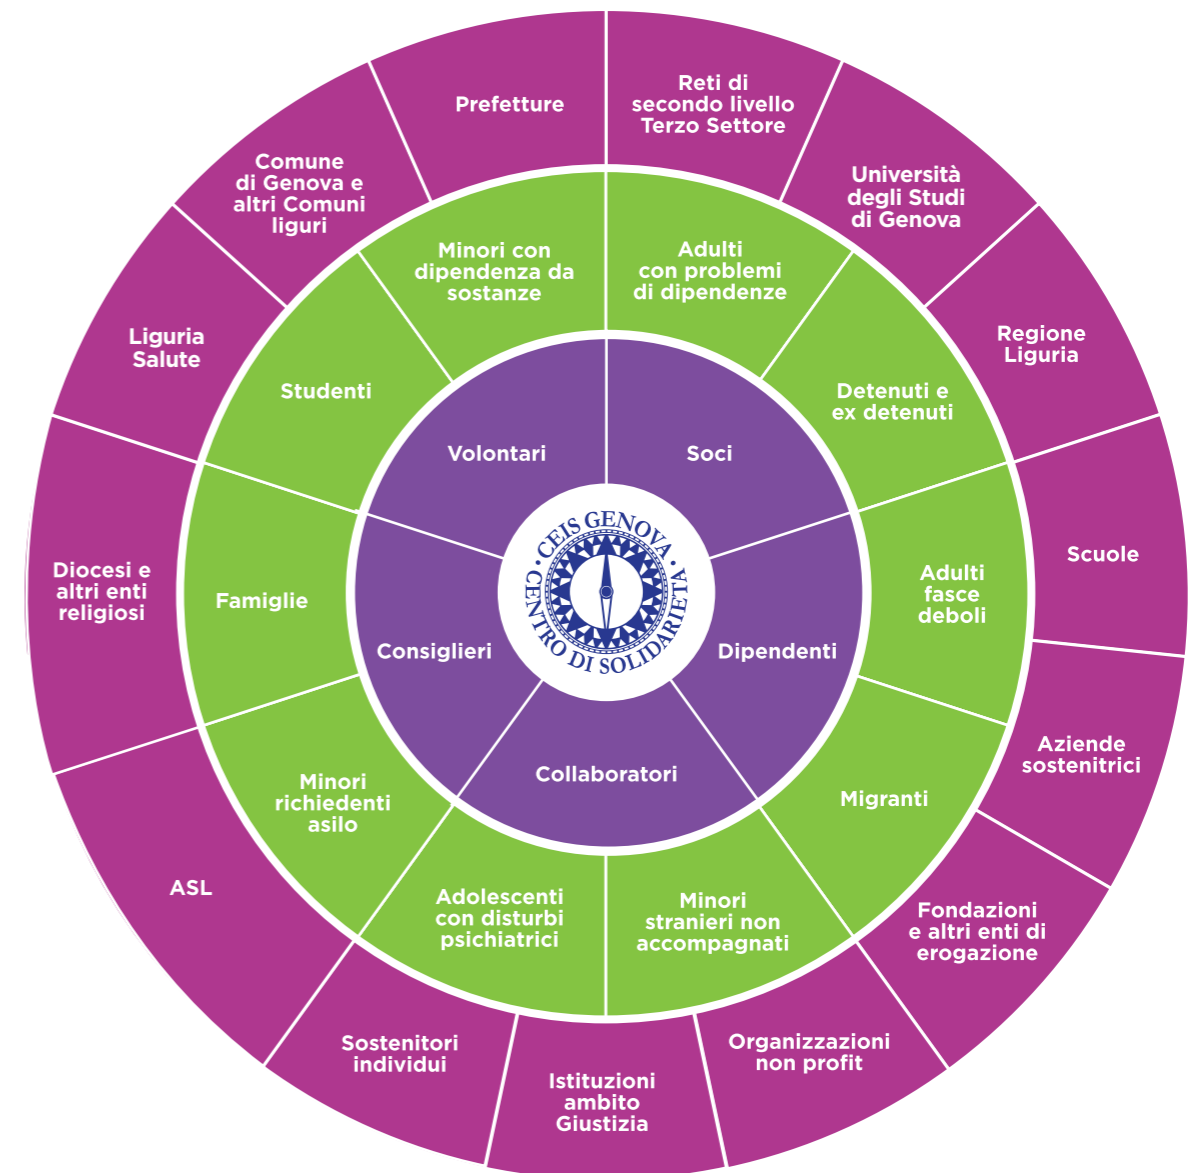 Reti di
secondo livello
Terzo Settore
Università
degli Studi
di Genova
Regione
Liguria
Scuole
Aziende
sostenitrici
Fondazioni
e altri enti di
erogazione
Organizzazioni
non profit
Istituzioni
ambito
Giustizia
Sostenitori
individui
ASL
Diocesi e
altri enti
religiosi
Liguria
Salute
Comune
di Genova e
altri Comuni
liguri
Prefetture
Adulti
con problemi
di dipendenze
Detenuti e
ex detenuti
Adulti
fasce
deboli
Migranti
Minori
stranieri non
accompagnati
Adolescenti
con disturbi
psichiatrici
Minori
richiedenti
asilo
Famiglie
Studenti
Minori con
dipendenza da
sostanze
Soci
Dipendenti
Collaboratori
Consiglieri
Volontari
• CEIS GENOVA •
CENTRO DI SOLIDARIETÀ